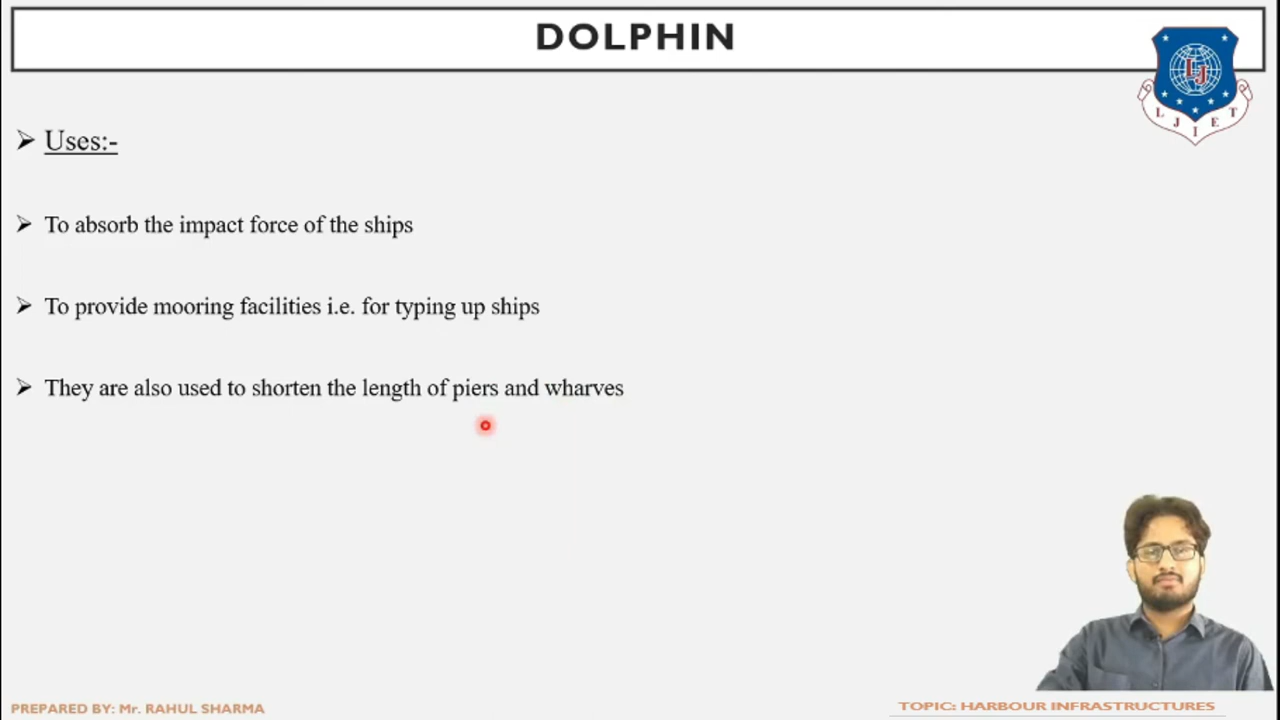 DOLPHIN
LJIET
Uses:-
To absorb the impact force of the ships
To provide mooring facilities i.e. for typing up ships
They are also used to shorten the length of piers and wharves
PREPARED BY: Mr. RAHUL SHARMA
TOPIC: HARBOUR INFRASTRUCTURES